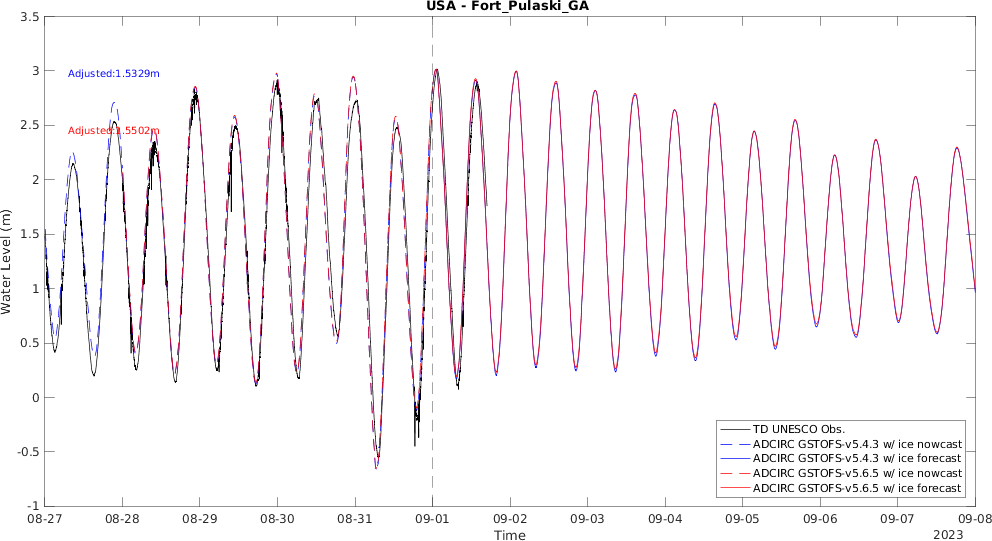 USA - Fort_Pulaski_GA
3.5
3
2.5
2
1.5
1
0.5
0
-0.5
-1
Water Level (m)
Adjusted:1.5329m
Adjusted:1.5502m
TD UNESCO Obs.
ADCIRC GSTOFS-v5.4.3 w/ ice nowcast
ADCIRC GSTOFS-v5.4.3 w/ ice forecast
ADCIRC GSTOFS-v5.6.5 w/ ice nowcast
ADCIRC GSTOFS-v5.6.5 w/ ice forecast
08-27 08-28 08-29 08-30 08-31 09-01 09-02 09-03 09-04 09-05 09-06 09-07 09-08
Time
2023